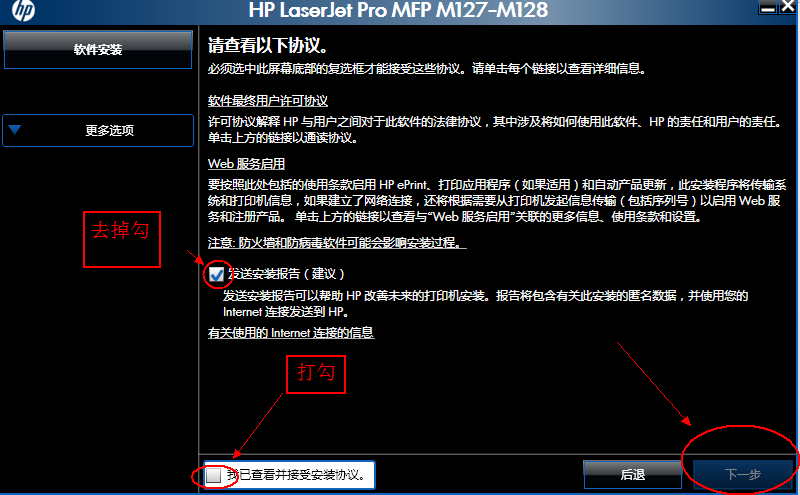 hp
HP LaserJet Pro MFP M127-M128
软件安装
更多选项
请查看以下协议。
必须选中此屏幕底部的复选框才能接受这些协议。请单击每个链接以查看详细信息。
软件最终用户许可协议
许可协议解释 HP 与用户之间对于此软件的法律协议，其中涉及将如何使用此软件、HP 的责任和用户的责任。
单击上方的链接以通读协议。
Web 服务启用
要按照此处包括的使用条款启用 HP ePrint、打印应用程序（如果适用）和自动产品更新，此安装程序将传输系
统和打印机信息，如果建立了网络连接，还将根据需要从打印机发起信息传输（包括序列号）以启用 Web 服
务和注册产品。 单击上方的链接以查看与“Web 服务启用”关联的更多信息、使用条款和设置。
注意: 防火墙和防病毒软件可能会影响安装过程。
去掉勾
发送安装报告（建议）
发送安装报告可以帮助 HP 改善未来的打印机安装。报告将包含有关此安装的匿名数据，并使用您的
Internet 连接发送到 HP。
有关使用的 Internet 连接的信息
打勾
我已查看并接受安装协议。
后退
下一步